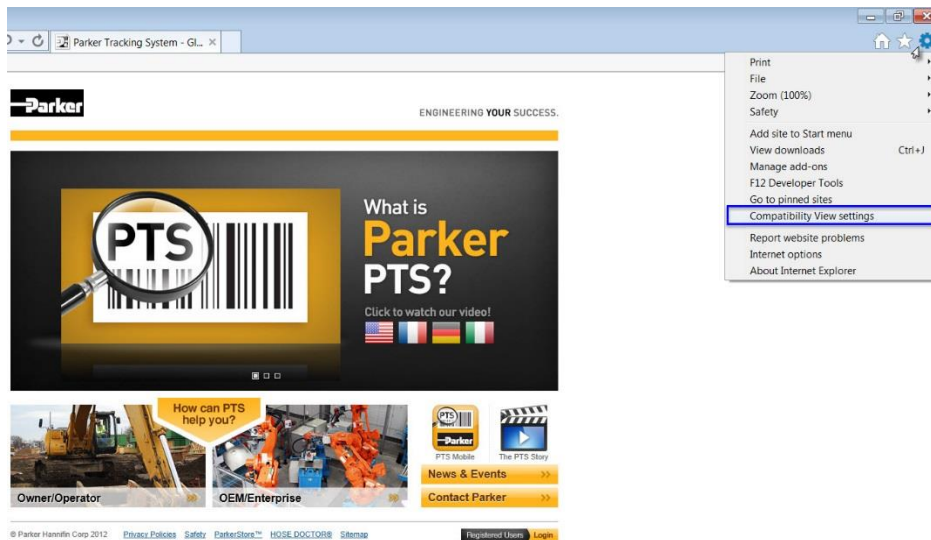 Parker Tracking System - Gl...
Print
File
Zoom (100%)
Safety
Add site to Start menu
View downloads Ctrl+J
Manage add-ons
F12 Developer Tools
Go to pinned sites
Compatibility View settings
Report website problems
Internet options
About Internet Explorer
Parker
ENGINEERING YOUR SUCCESS.
PTS
What is
Parker
PTS?
Click to watch our video!
How can PTS
help you?
Owner/Operator
OEM/Enterprise
PTS
Parker
PTS Mobile
The PTS Story
News & Events
Contact Parker
© Parker Hannifin Corp 2012 Privacy Policies Safety ParkerStore™ HOSE DOCTOR® Sitemap
Registered Users Login